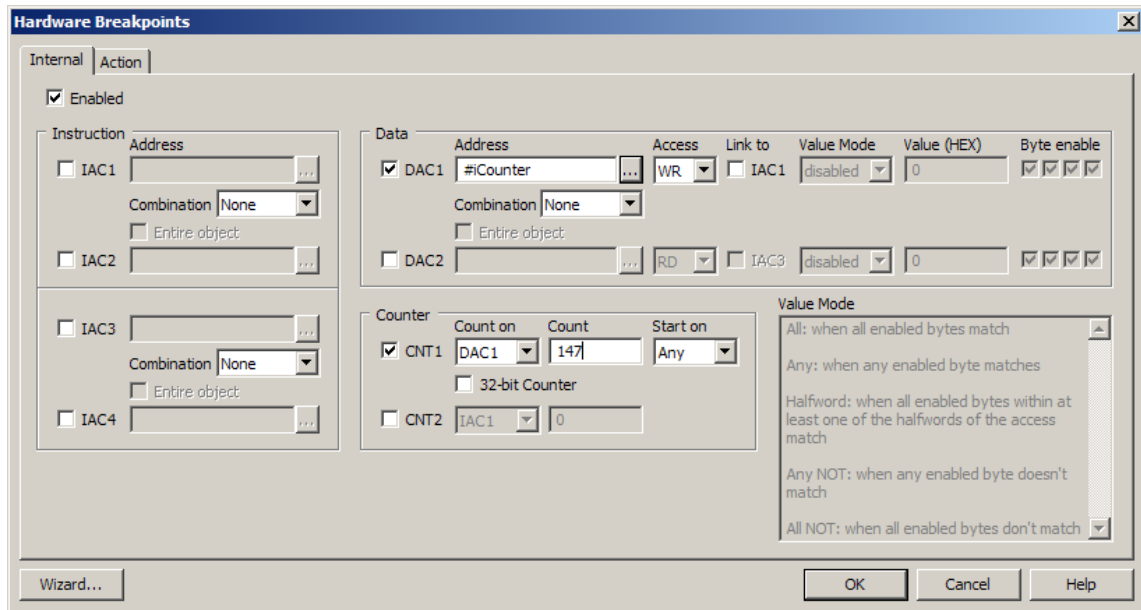 Hardware Breakpoints
Internal Action
Enabled
Instruction
Address
IAC1 ...
Combination None
Entire object
IAC2 ...
IAC3 ...
Combination None
Entire object
IAC4 ...
Data
Address Access Link to Value Mode Value (HEX) Byte enable
DAC1 #iCounter ... WR IAC1 disabled 0
Combination None
Entire object
DAC2 ... RD IAC3 disabled 0
Counter
Count on Count Start on
CNT1 DAC1 147 Any
32-bit Counter
CNT2 IAC1 0
Value Mode
All: when all enabled bytes match
Any: when any enabled byte matches
Halfword: when all enabled bytes within at
least one of the halfwords of the access
match
Any NOT: when any enabled byte doesn't
match
All NOT: when all enabled bytes don't match
Wizard... OK Cancel Help